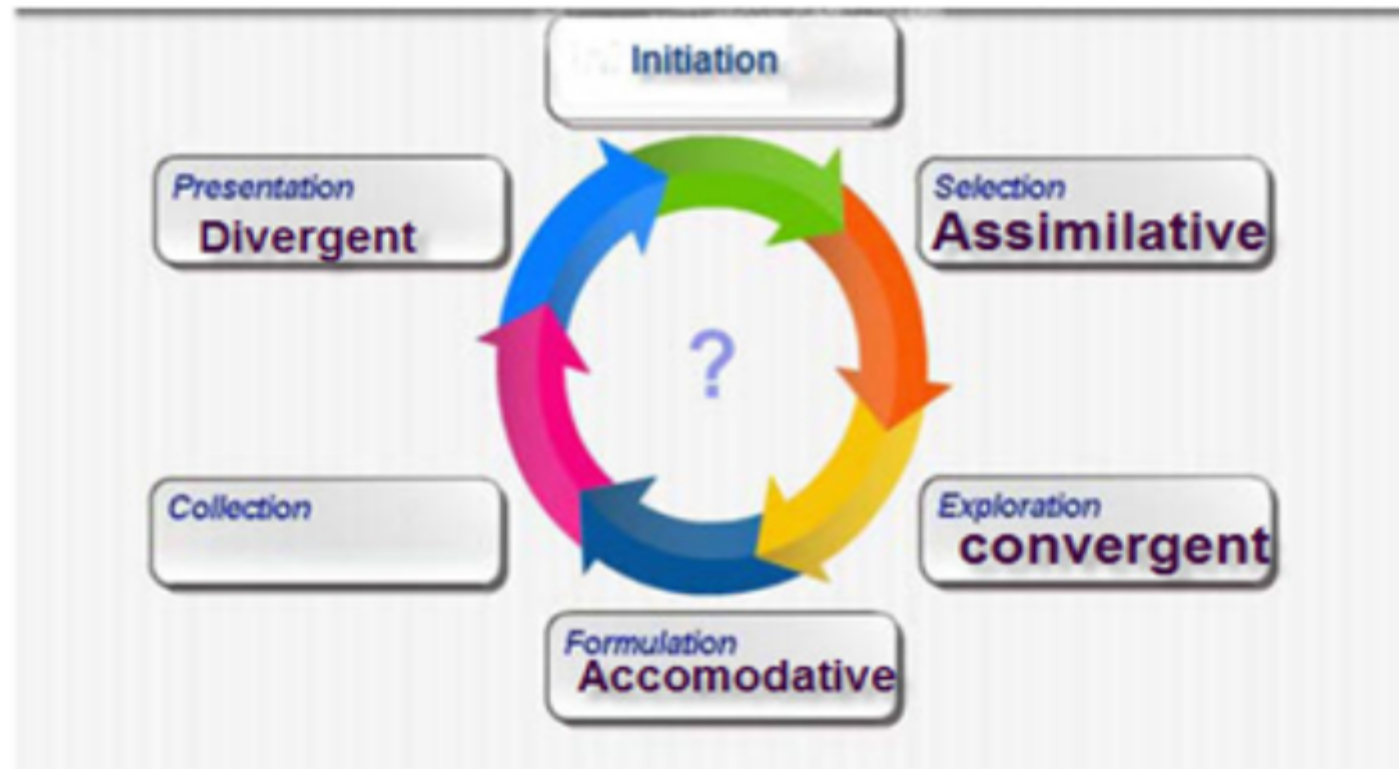 Initiation
Selection
Assimilative
Exploration
convergent
Formulation
Accomodative
Collection
Presentation
Divergent
?